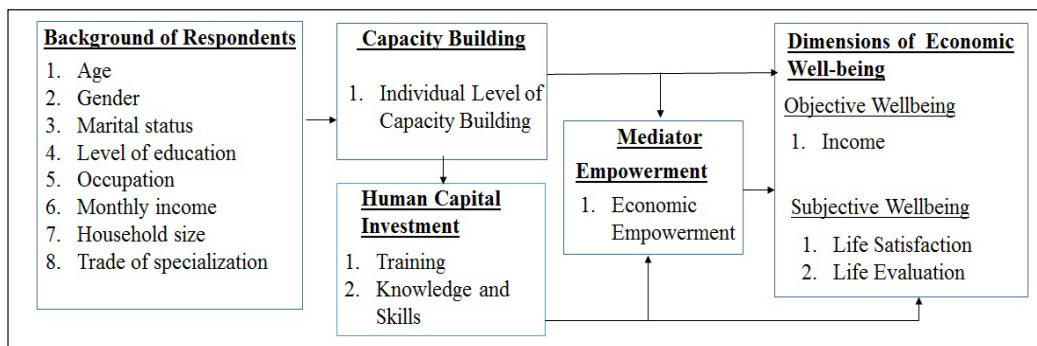 Background of Respondents
1. Age
2. Gender
3. Marital status
4. Level of education
5. Occupation
6. Monthly income
7. Household size
8. Trade of specialization
Capacity Building
1. Individual Level of
Capacity Building
Human Capital
Investment
1. Training
2. Knowledge and
Skills
Mediator
Empowerment
1. Economic
Empowerment
Dimensions of Economic
Well-being
Objective Wellbeing
1. Income
Subjective Wellbeing
1. Life Satisfaction
2. Life Evaluation